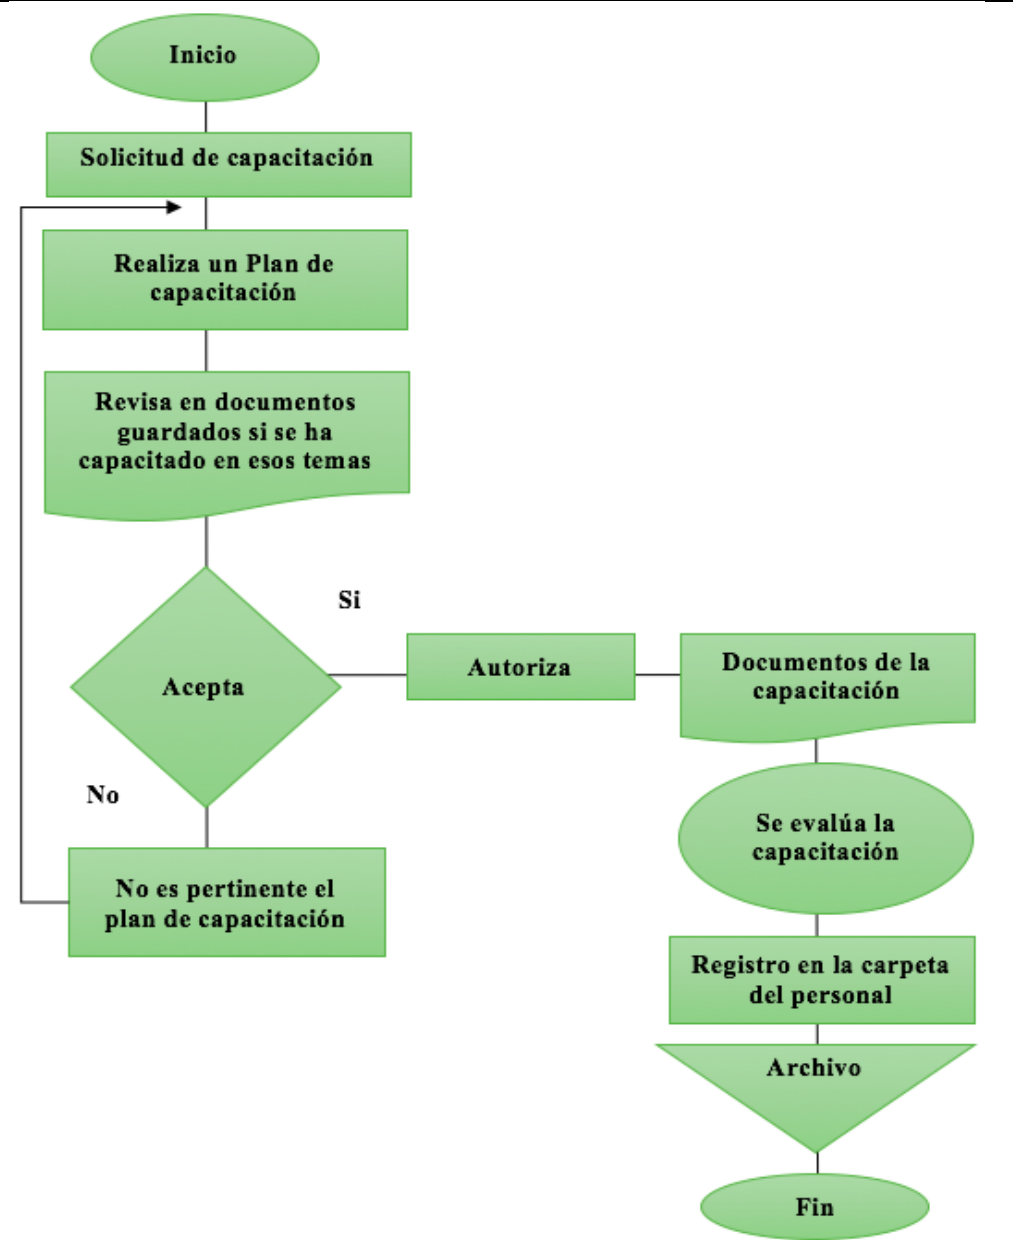 Inicio
Solicitud de capacitación
Realiza un Plan de
capacitación
Revisa en documentos
guardados si se ha
capacitado en esos temas
Si
Acepta
Autoriza
Documentos de la
capacitación
No
Se evalúa la
capacitación
No es pertinente el
plan de capacitación
Registro en la carpeta
del personal
Archivo
Fin